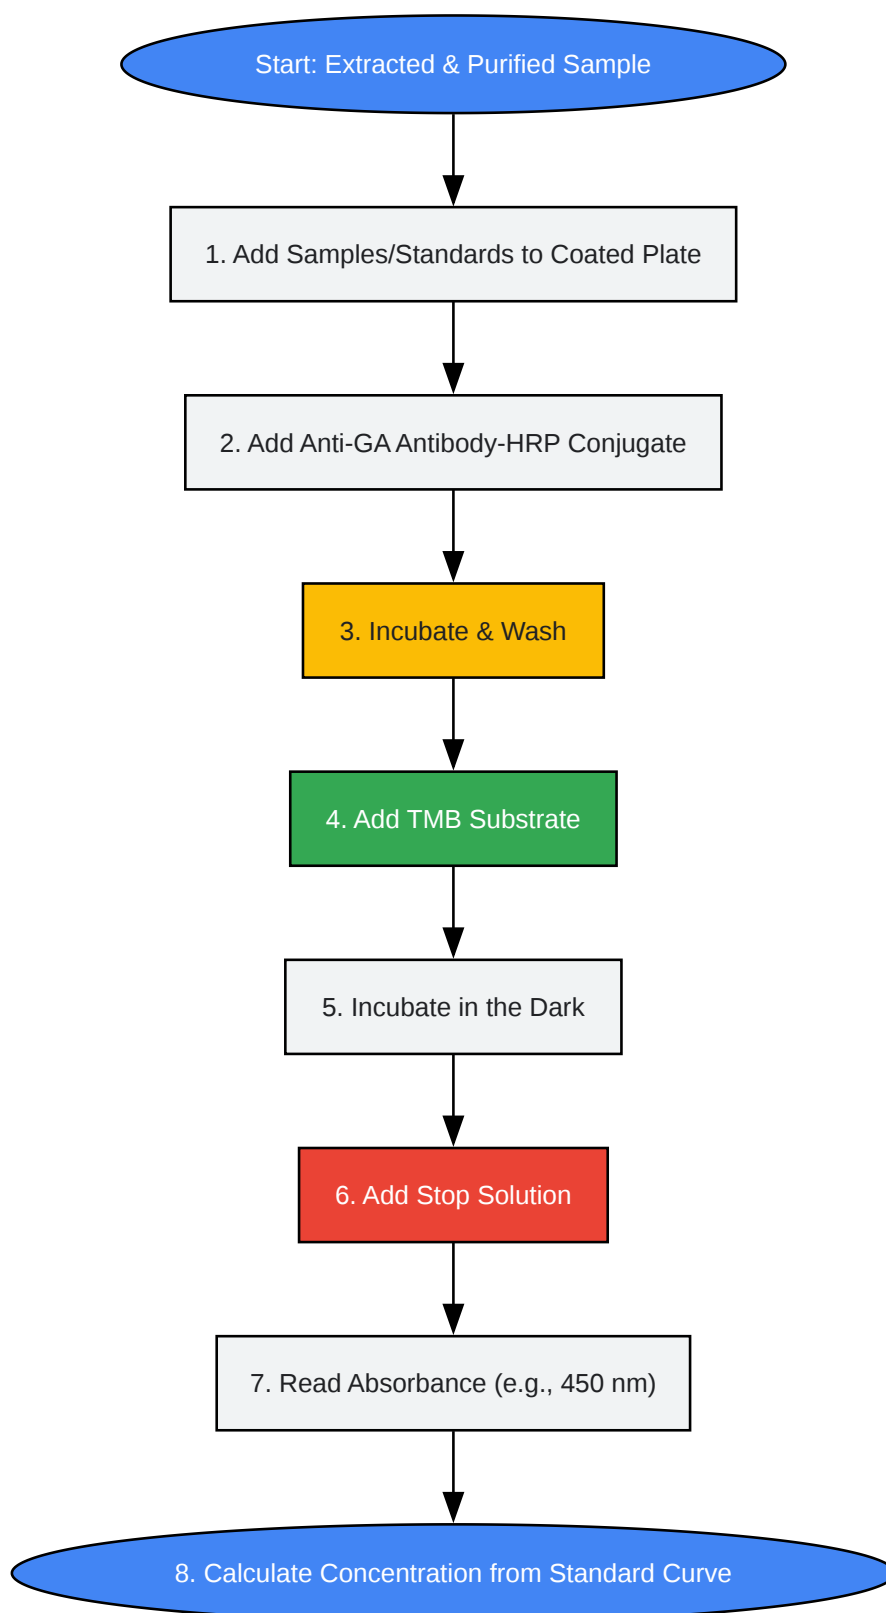 Start: Extracted & Purified Sample
1. Add Samples/Standards to Coated Plate
2. Add Anti-GA Antibody-HRP Conjugate
3. Incubate & Wash
4. Add TMB Substrate
5. Incubate in the Dark
6. Add Stop Solution
7. Read Absorbance (e.g., 450 nm)
8. Calculate Concentration from Standard Curve